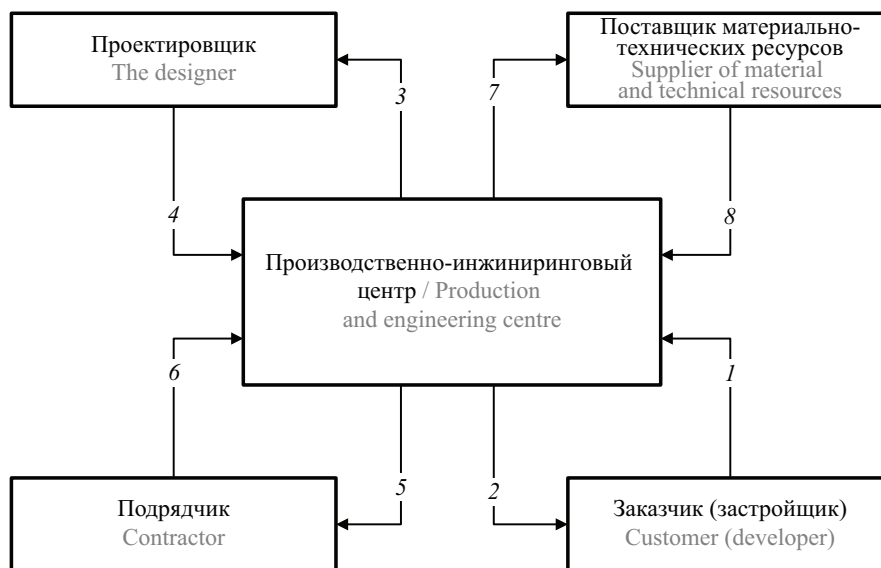 Проектировщик
The designer
Поставщик материально-
технических ресурсов
Supplier of material
and technical resources
3
7
4
8
Производственно-инжиниринговый
центр / Production
and engineering centre
6
1
5
2
Подрядчик
Contractor
Заказчик (застройщик)
Customer (developer)